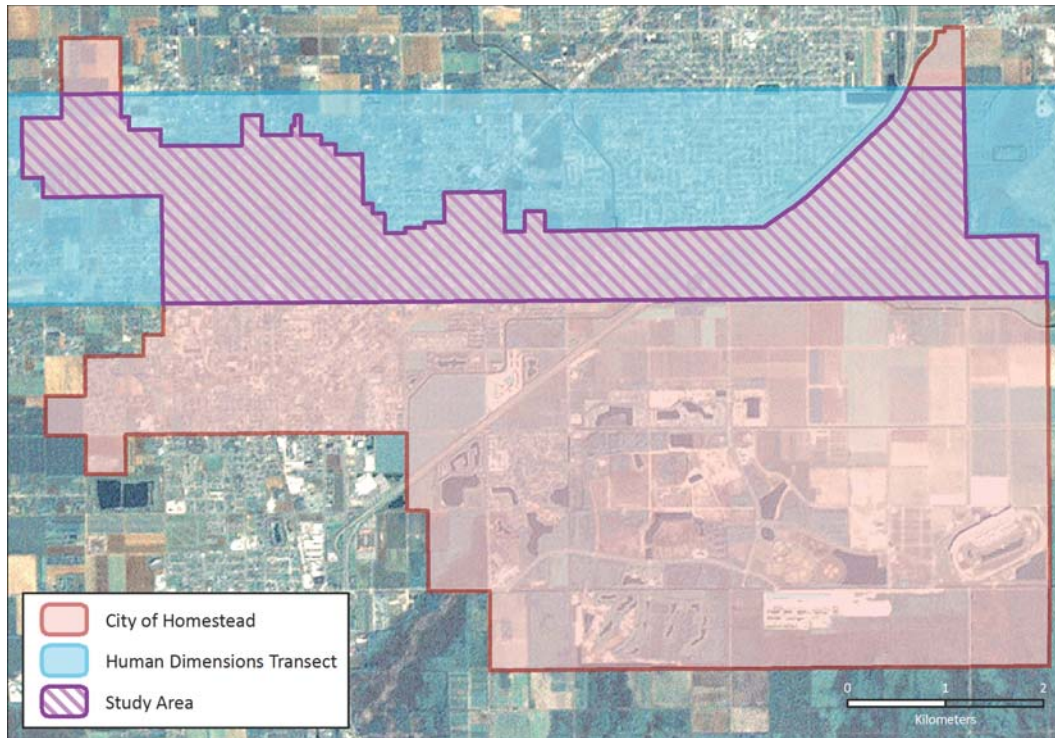 City of Homestead
Human Dimensions Transect
Study Area
0 1 2
Kilometers